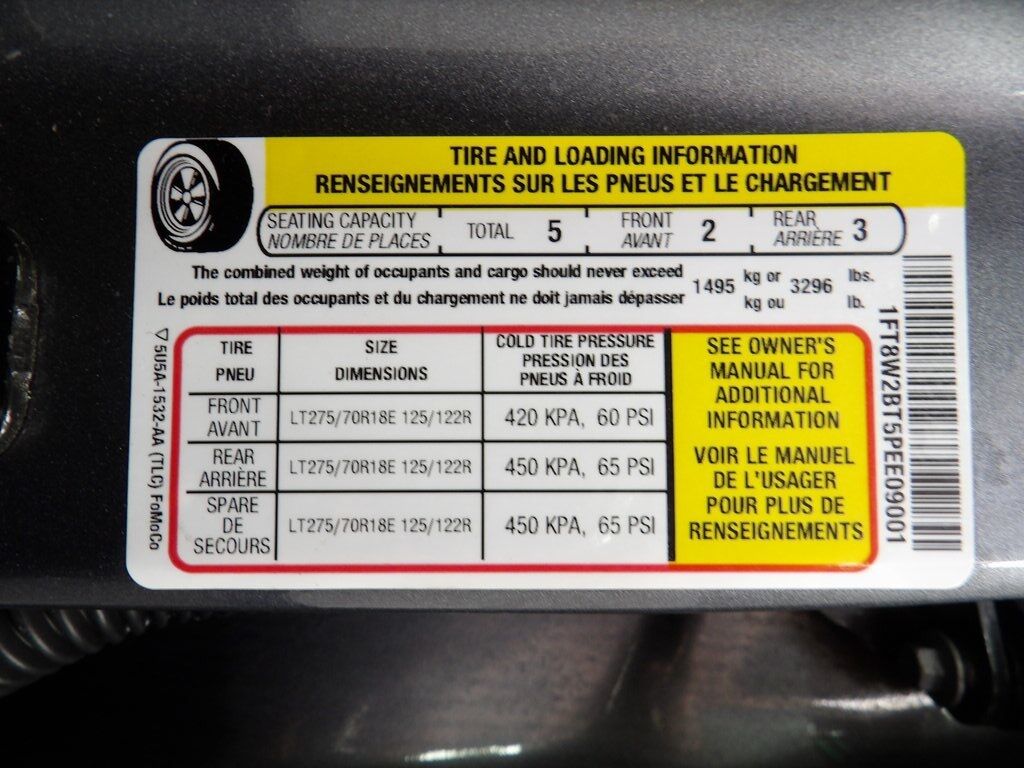 TIRE AND LOADING INFORMATION
RENSEIGNEMENTS SUR LES PNEUS ET LE CHARGEMENT
SEATING CAPACITY TOTAL 5 FRONT 2 REAR 3
NOMBRE DE PLACES AVANT ARRIÈRE
The combined weight of occupants and cargo should never exceed 1495 kg or 3296 lbs.
Le poids total des occupants et du chargement ne doit jamais dépasser kg ou lb.
TIRE SIZE COLD TIRE PRESSURE
PNEU DIMENSIONS PRESSION DES
PNEUS À FROID
FRONT
AVANT LT275/70R18E 125/122R 420 KPA, 60 PSI
REAR
ARRIÈRE LT275/70R18E 125/122R 450 KPA, 65 PSI
SPARE
DE
SECOURS LT275/70R18E 125/122R 450 KPA, 65 PSI
SEE OWNER'S
MANUAL FOR
ADDITIONAL
INFORMATION
VOIR LE MANUEL
DE L'USAGER
POUR PLUS DE
RENSEIGNEMENTS
5U5A-1532-AA (TLC) FoMoCo
1FT8W2BT5PEE09001